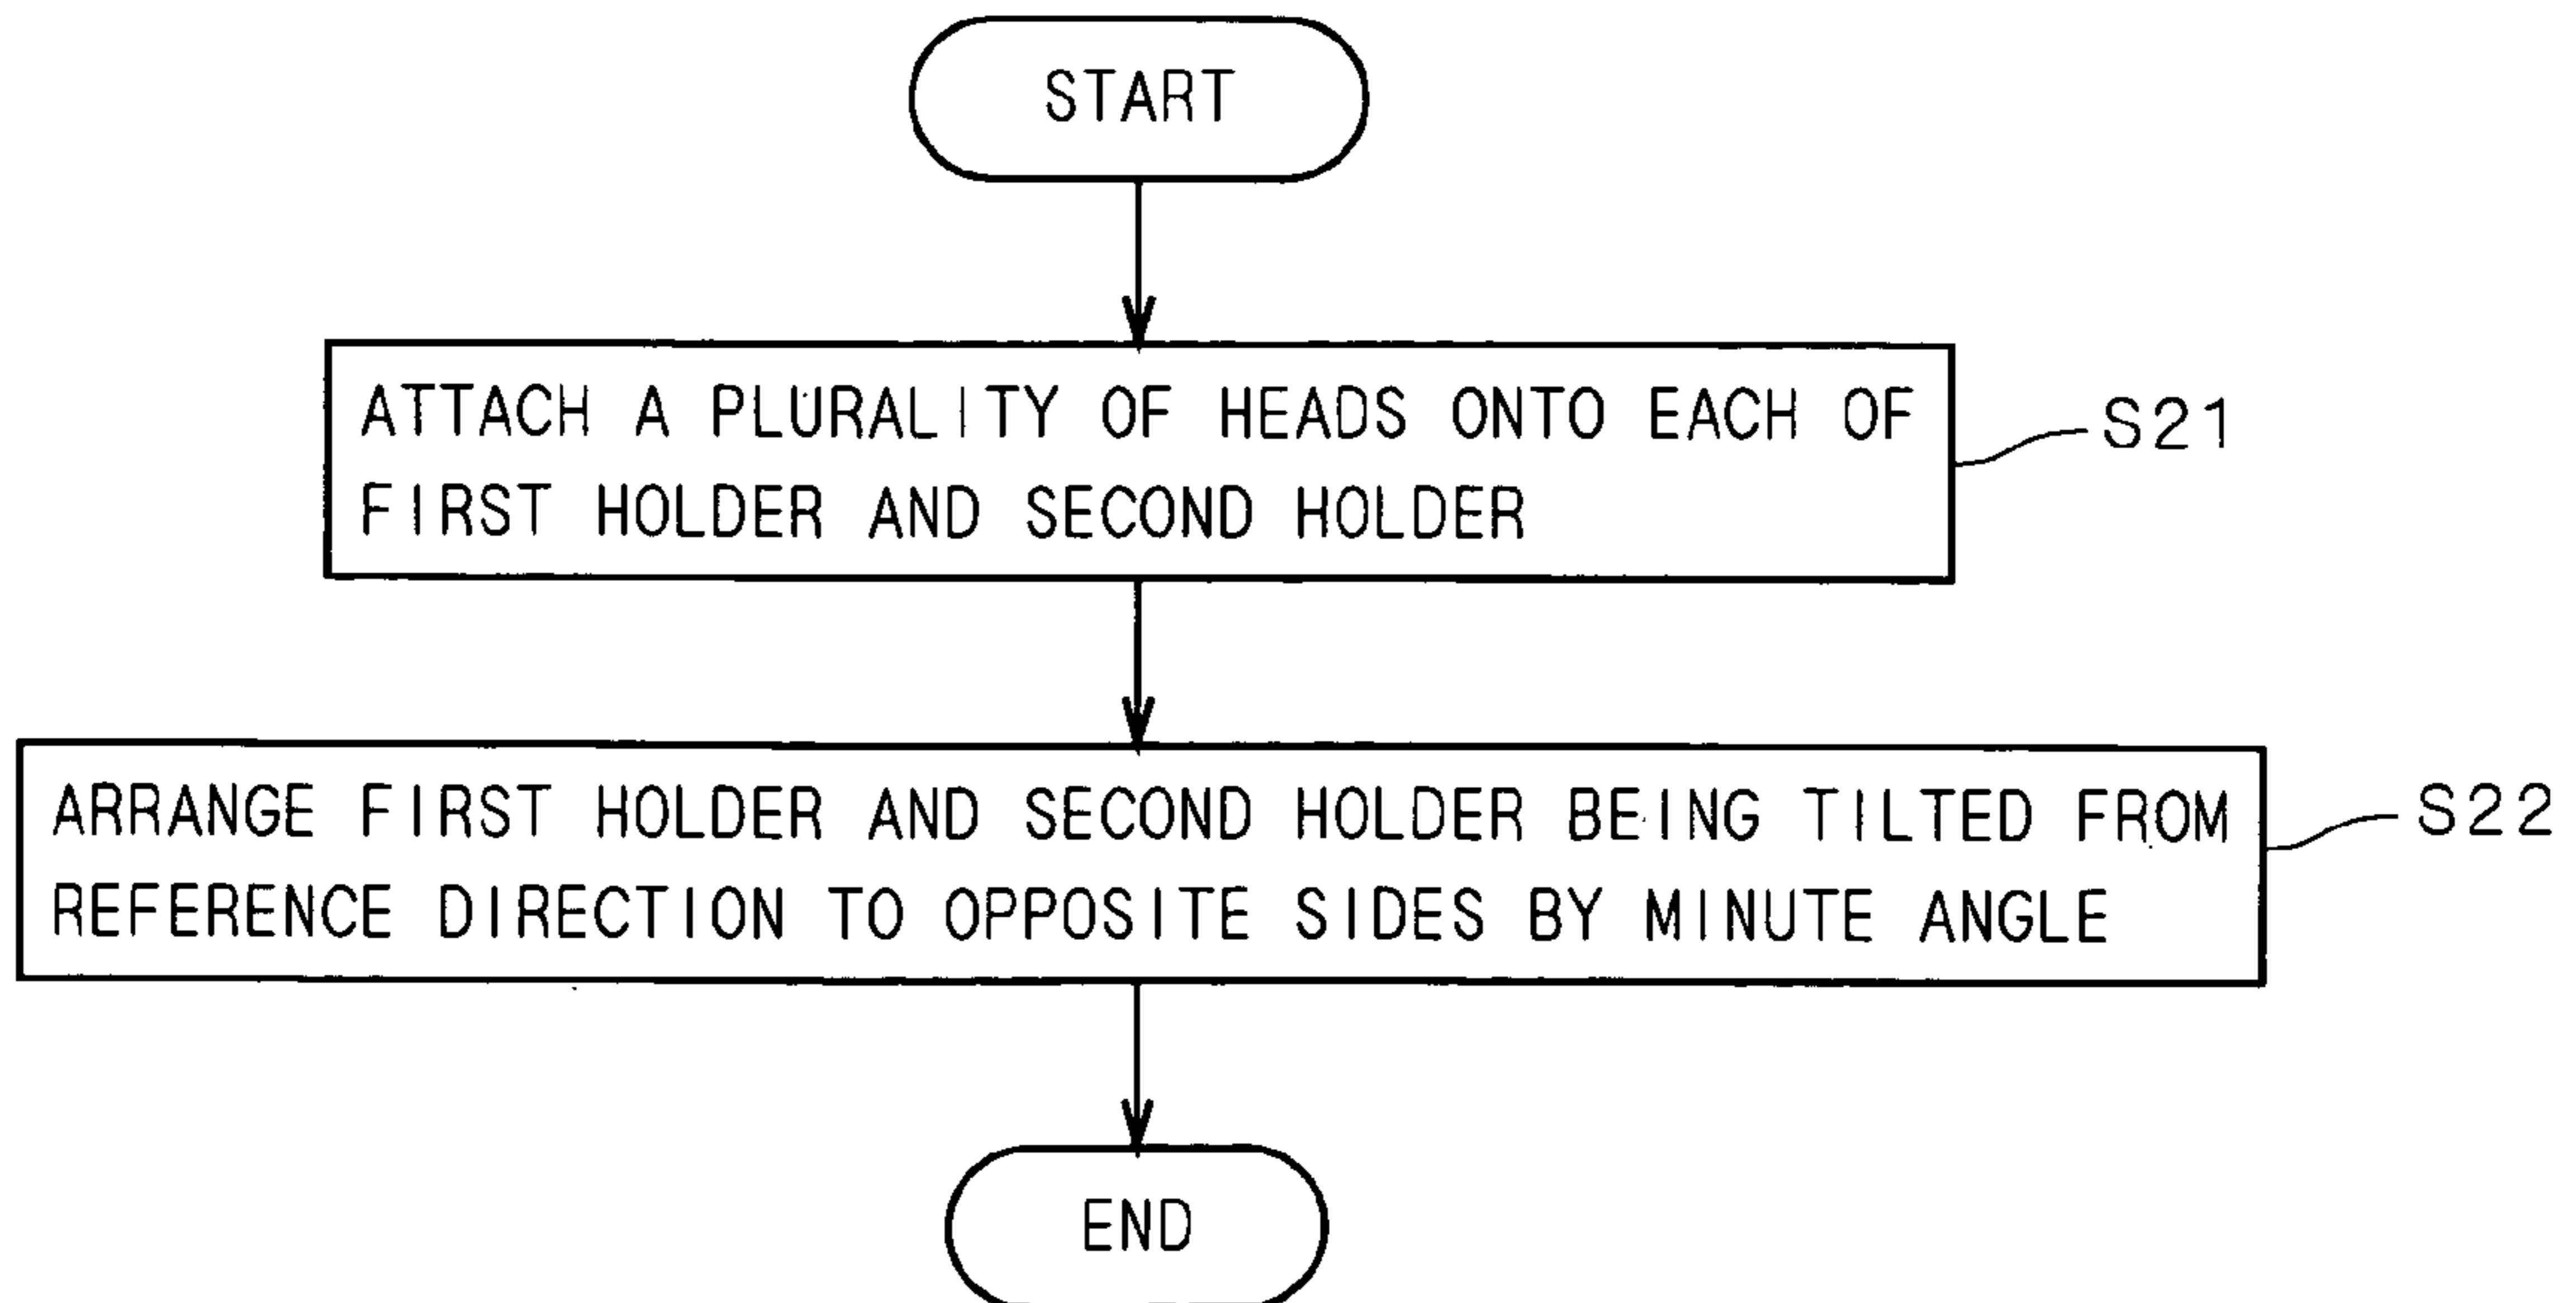 START
ATTACH A PLURALITY OF HEADS ONTO EACH OF
FIRST HOLDER AND SECOND HOLDER
S21
ARRANGE FIRST HOLDER AND SECOND HOLDER BEING TILTED FROM
REFERENCE DIRECTION TO OPPOSITE SIDES BY MINUTE ANGLE
S22
END